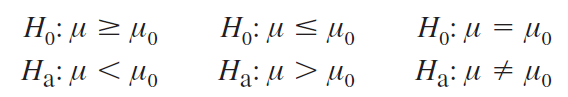 H₀: μ ≥ μ₀ H₀: μ ≤ μ₀ H₀: μ = μ₀
Hₐ: μ < μ₀ Hₐ: μ > μ₀ Hₐ: μ ≠ μ₀